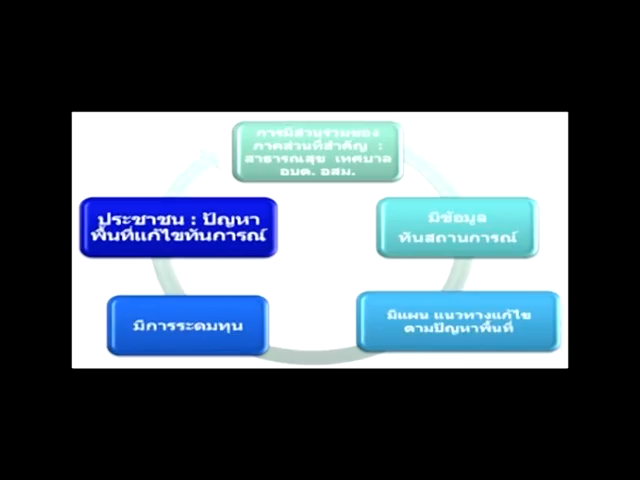 การมีส่วนร่วมของ
ภาคส่วนที่สำคัญ :
สาธารณสุข เทศบาล
อบต. อสม.
มีข้อมูล
ทันสถานการณ์
มีแผน แนวทางแก้ไข
ตามปัญหาพื้นที่
มีการระดมทุน
ประชาชน : ปัญหา
พื้นที่แก้ไขทันการณ์